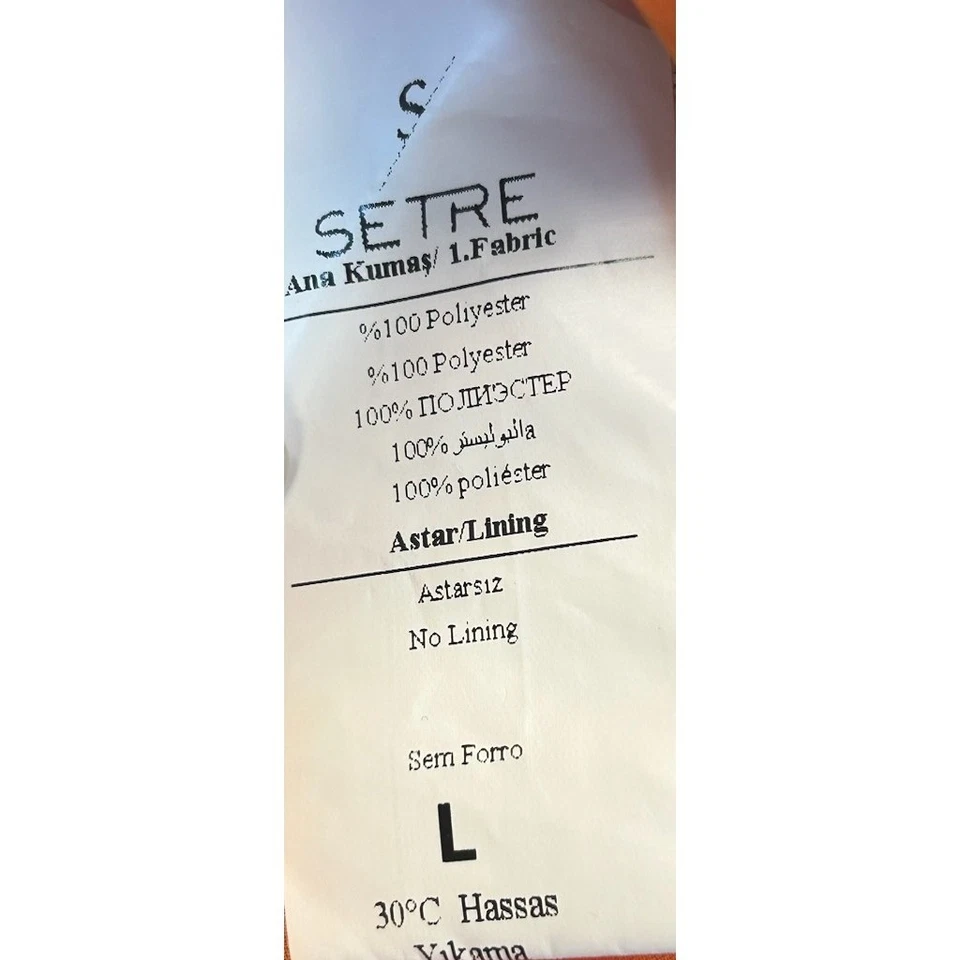 S
SETRE
Ana Kumaş/ 1.Fabric
%100 Poliyester
%100 Polyester
100% ПОЛИЭСТЕР
100%
100% poliéster
Astar/Lining
Astarsız
No Lining
Sem Forro
L
30°C Hassas
Yıkama